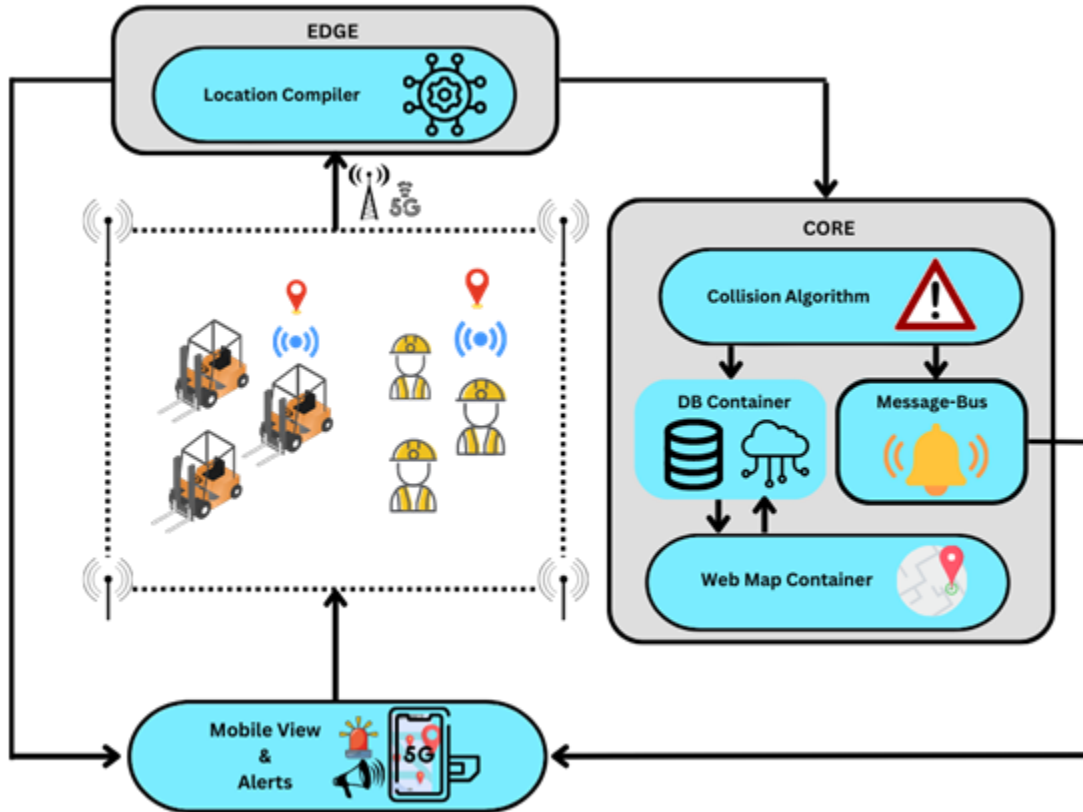 EDGE
Location Compiler
5G
CORE
Collision Algorithm
DB Container
Message-Bus
Web Map Container
Mobile View
&
Alerts
5G